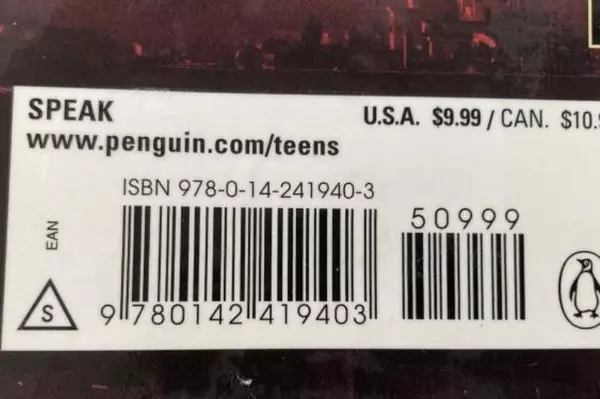 SPEAK
U.S.A. $9.99 / CAN. $10.
www.penguin.com/teens
ISBN 978-0-14-241940-3
50999
EAN
S
9 780142 419403